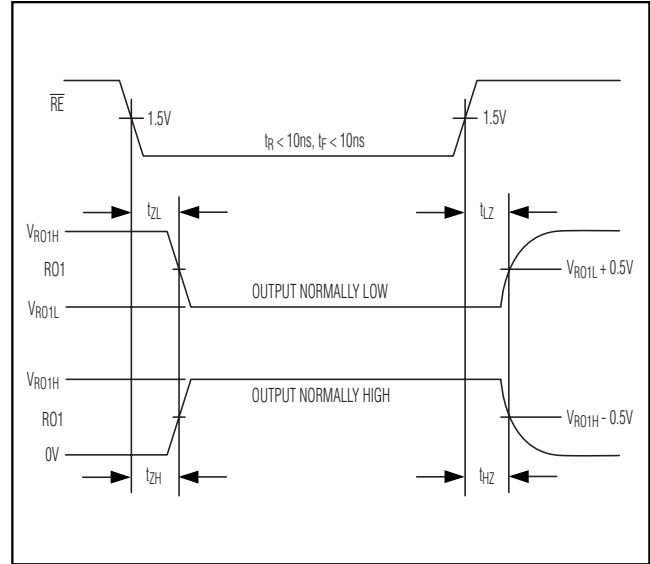 RE
1.5V
1.5V
tR < 10ns, tF < 10ns
tZL
tLZ
VRO1H
RO1
VRO1L + 0.5V
OUTPUT NORMALLY LOW
VRO1L
VRO1H
OUTPUT NORMALLY HIGH
RO1
VRO1H - 0.5V
0V
tZH
tHZ